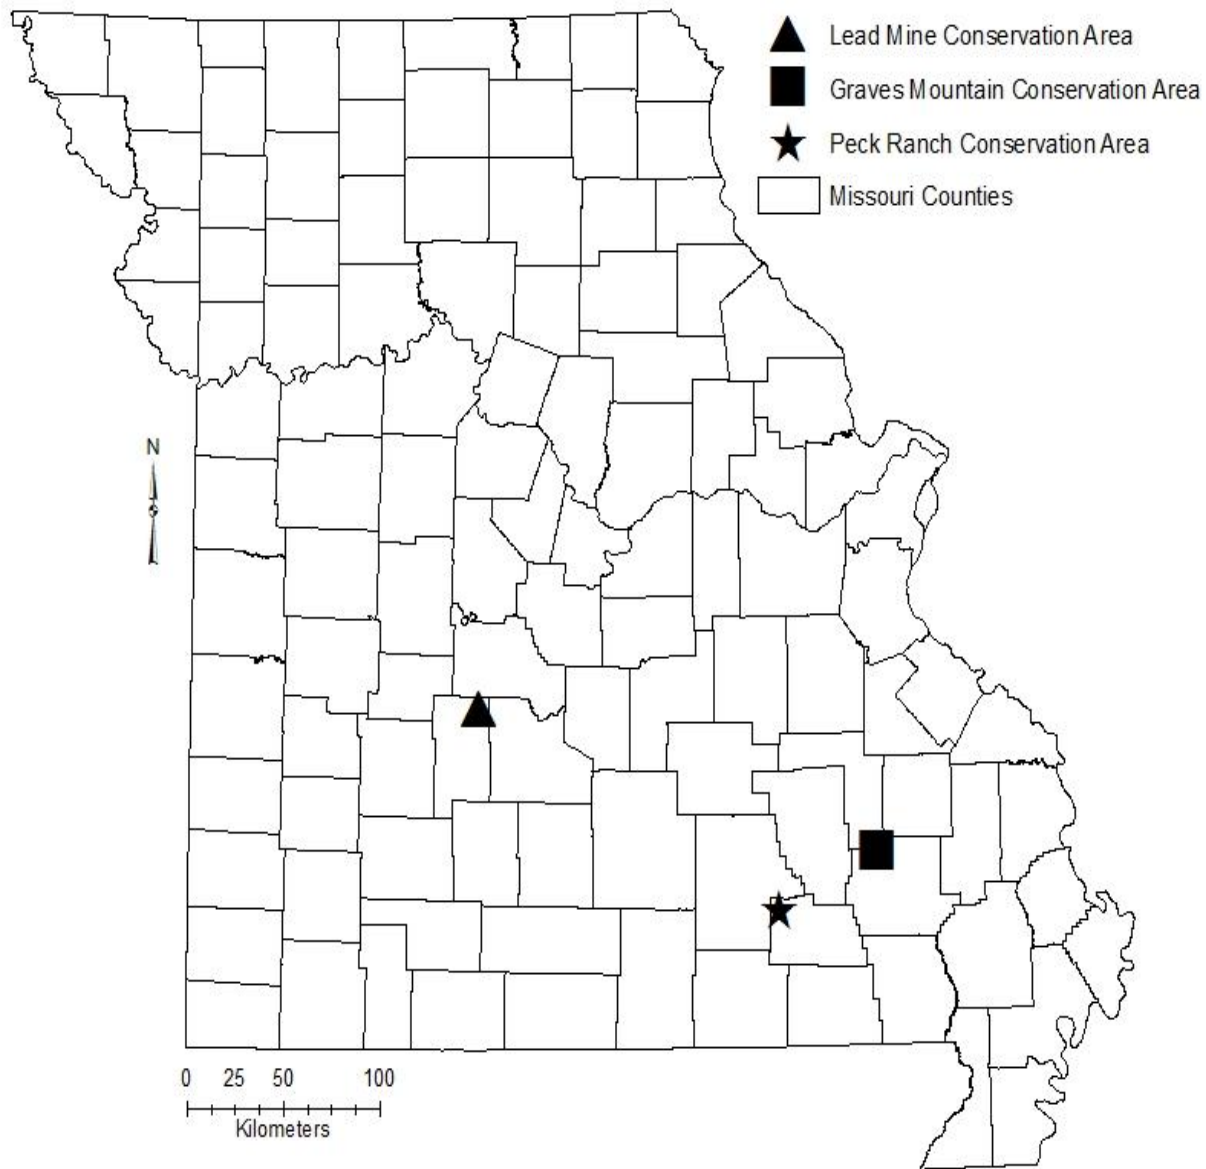 Lead Mine Conservation Area
Graves Mountain Conservation Area
Peck Ranch Conservation Area
Missouri Counties
N
0 25 50 100
Kilometers